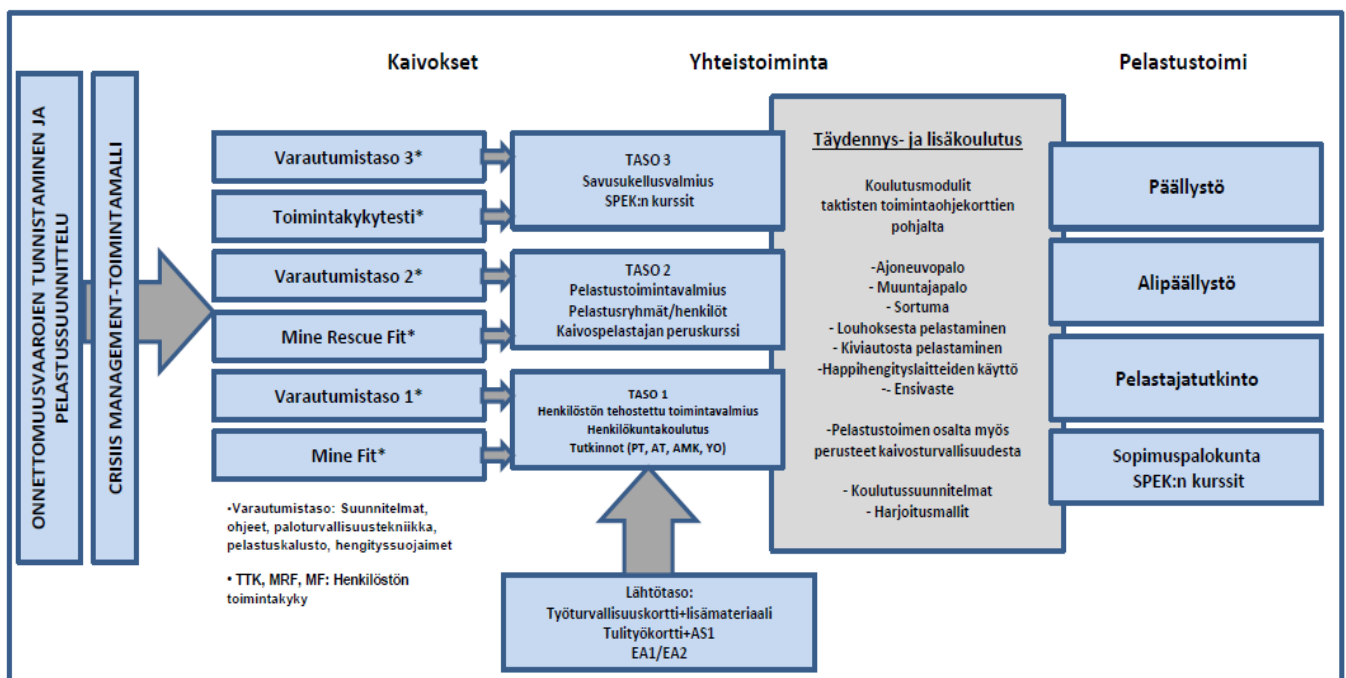 ONNETTOMUUSVAAROJEN TUNNISTAMINEN JA
PELASTUSSUUNNITTELU
CRISIIS MANAGEMENT-TOIMINTAMALLI
Kaivokset
Varautumistaso 3*
Toimintakykytesti*
Varautumistaso 2*
Mine Rescue Fit*
Varautumistaso 1*
Mine Fit*
•Varautumistaso: Suunnitelmat,
ohjeet, paloturvallisuustekniikka,
pelastuskalusto, hengityssuojaimet
• TTK, MRF, MF: Henkilöstön
toimintakyky
Yhteistoiminta
TASO 3
Savusukellusvalmius
SPEK:n kurssit
TASO 2
Pelastustoimintavalmius
Pelastusryhmät/henkilöt
Kaivospelastajan peruskurssi
TASO 1
Henkilöstön tehostettu toimintavalmius
Henkilökuntakoulutus
Tutkinnot (PT, AT, AMK, YO)
Lähtötaso:
Työturvallisuuskortti+lisämateriaali
Tulityökortti+AS1
EA1/EA2
Täydennys- ja lisäkoulutus
Koulutusmodulit
taktisten toimintaohjekorttien
pohjalta
-Ajoneuvopalo
- Muuntajapalo
- Sortuma
- Louhoksesta pelastaminen
- Kiviautosta pelastaminen
-Happihengityslaitteiden käyttö
-- Ensivaste
-Pelastustoimen osalta myös
perusteet kaivosturvallisuudesta
- Koulutussuunnitelmat
- Harjoitusmallit
Pelastustoimi
Päällystö
Alipäällystö
Pelastajatutkinto
Sopimuspalokunta
SPEK:n kurssit